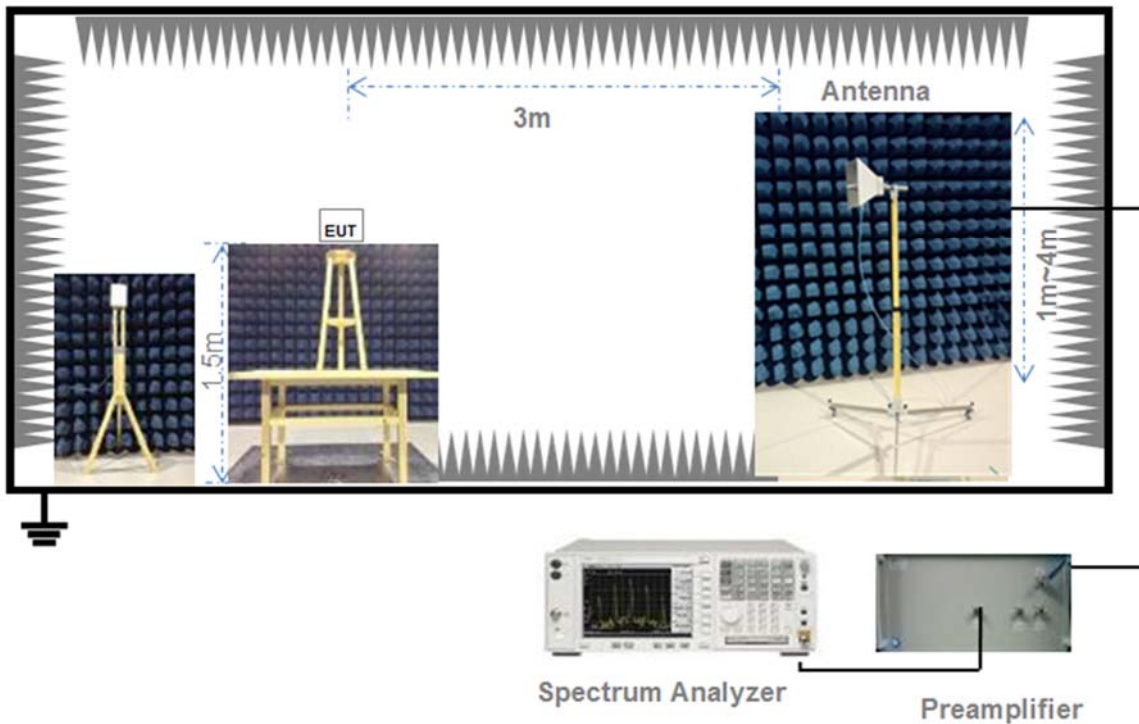 Antenna
3m
EUT
1.5m
1m~4m
Spectrum Analyzer
Preamplifier